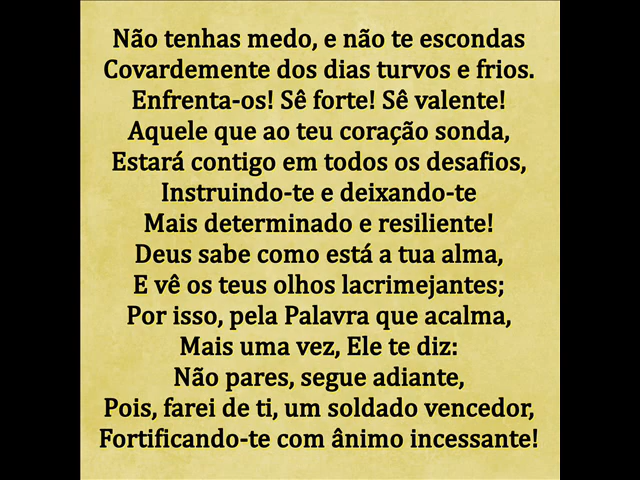 Não tenhas medo, e não te escondas
Covardemente dos dias turvos e frios.
Enfrenta-os! Sê forte! Sê valente!
Aquele que ao teu coração sonda,
Estará contigo em todos os desafios,
Instruindo-te e deixando-te
Mais determinado e resiliente!
Deus sabe como está a tua alma,
E vê os teus olhos lacrimejantes;
Por isso, pela Palavra que acalma,
Mais uma vez, Ele te diz:
Não pares, segue adiante,
Pois, farei de ti, um soldado vencedor,
Fortificando-te com ânimo incessante!